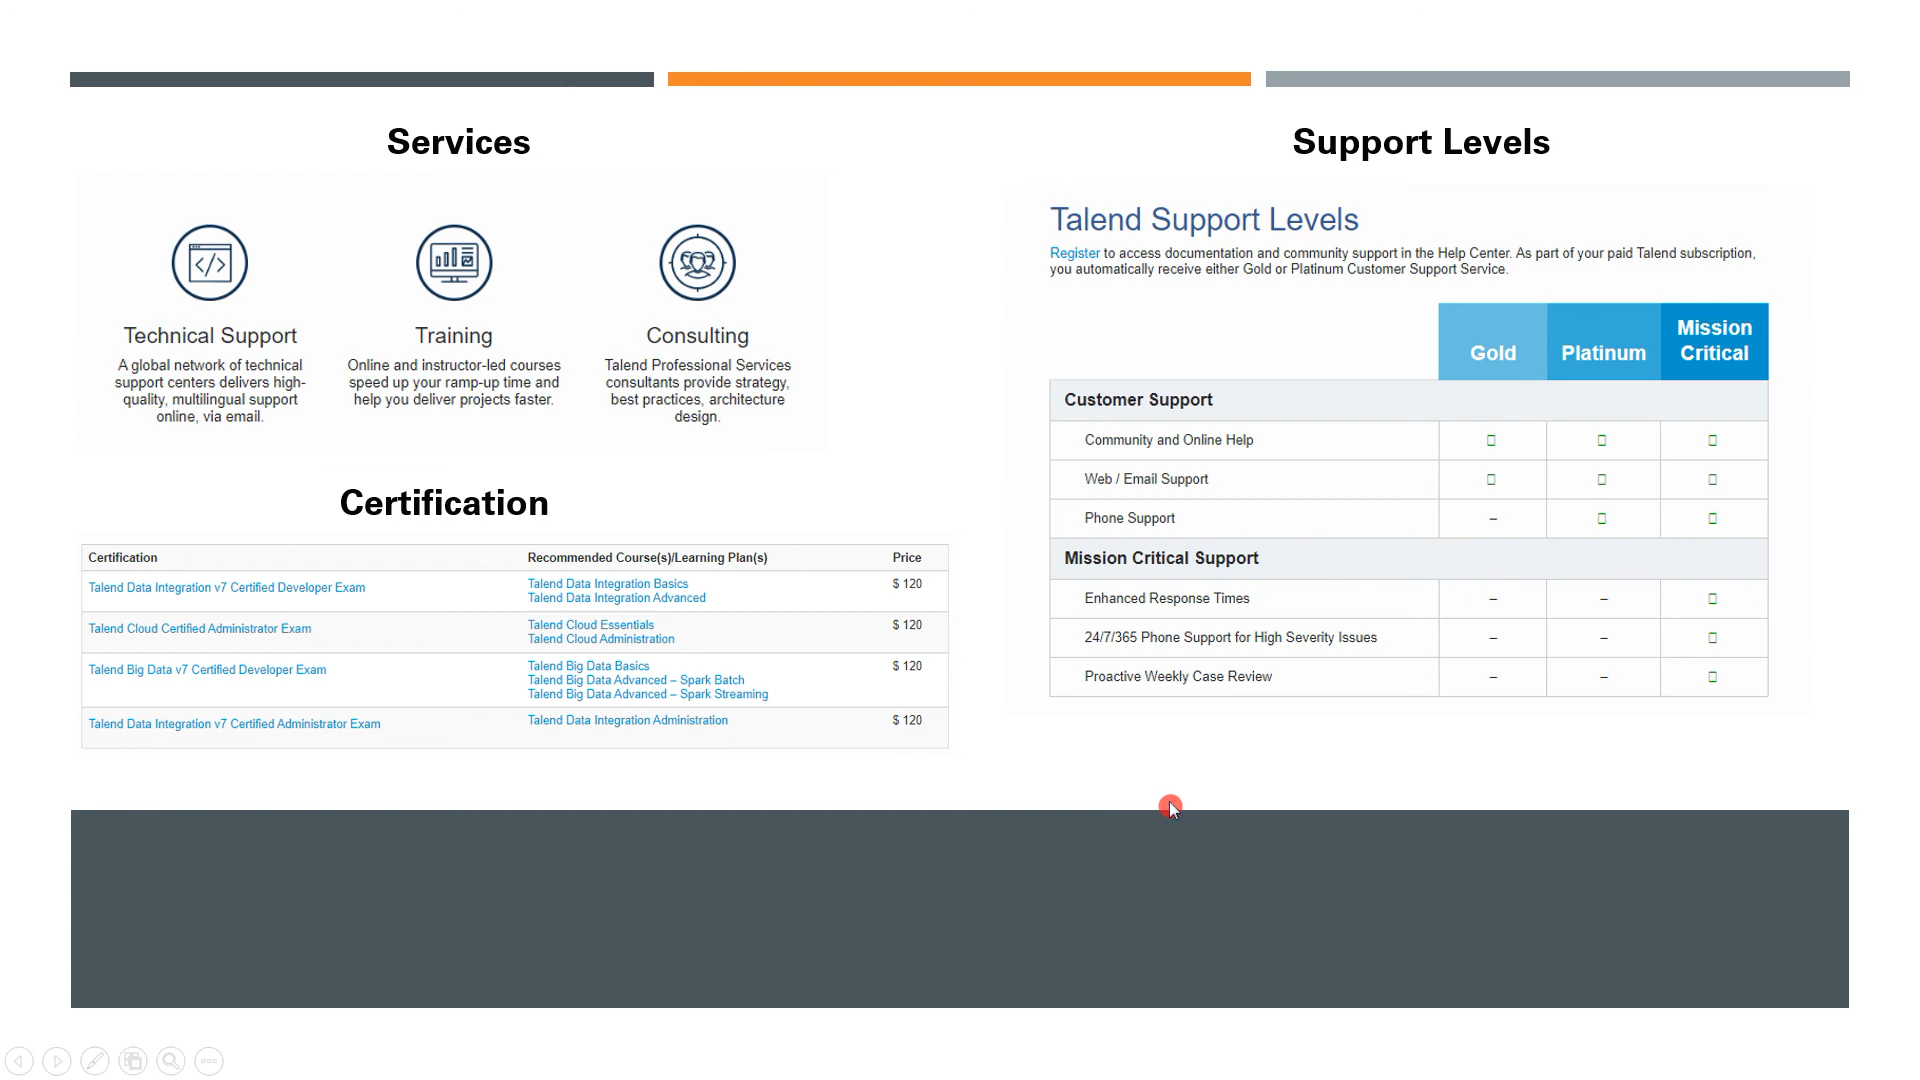 Services
Technical Support
A global network of technical
support centers delivers high-
quality, multilingual support
online, via email.
Training
Online and instructor-led courses
speed up your ramp-up time and
help you deliver projects faster.
Consulting
Talend Professional Services
consultants provide strategy,
best practices, architecture
design.
Certification
Certification Recommended Course(s)/Learning Plan(s) Price
Talend Data Integration v7 Certified Developer Exam Talend Data Integration Basics $ 120
Talend Data Integration Advanced
Talend Cloud Certified Administrator Exam Talend Cloud Essentials $ 120
Talend Cloud Administration
Talend Big Data v7 Certified Developer Exam Talend Big Data Basics $ 120
Talend Big Data Advanced – Spark Batch
Talend Big Data Advanced – Spark Streaming
Talend Data Integration v7 Certified Administrator Exam Talend Data Integration Administration $ 120
Support Levels
Talend Support Levels
Register to access documentation and community support in the Help Center. As part of your paid Talend subscription,
you automatically receive either Gold or Platinum Customer Support Service.
Gold Platinum Mission Critical
Customer Support
Community and Online Help
Web / Email Support
Phone Support –
Mission Critical Support
Enhanced Response Times – –
24/7/365 Phone Support for High Severity Issues – –
Proactive Weekly Case Review – –